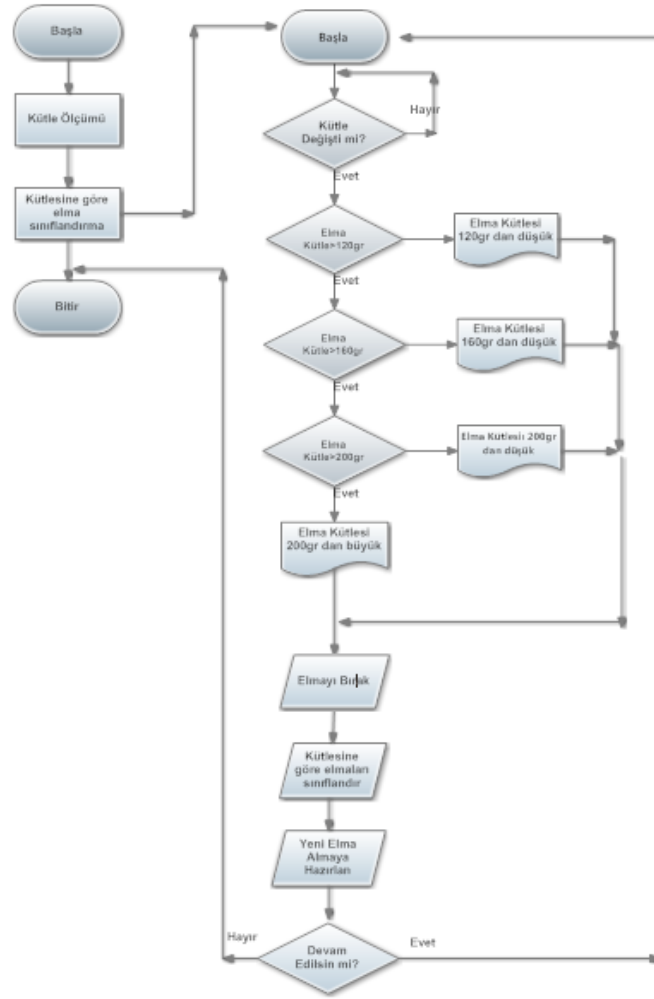 Başla
Kütle Ölçümü
Kütlesine göre
elma
sınıflandırma
Bitir
Başla
Hayır
Kütle
Değişti mi?
Evet
Elma
Kütle>120gr
Elma Kütlesi
120gr dan düşük
Evet
Elma
Kütle>160gr
Elma Kütlesi
160gr dan düşük
Evet
Elma
Kütle>200gr
Elma Kütlesi 200gr
dan düşük
Evet
Elma Kütlesi
200gr dan büyük
Elmayı Bırak
Kütlesine
göre elmaları
sınıflandır
Yeni Elma
Almaya
Hazırlan
Hayır
Devam
Edilsin mi?
Evet